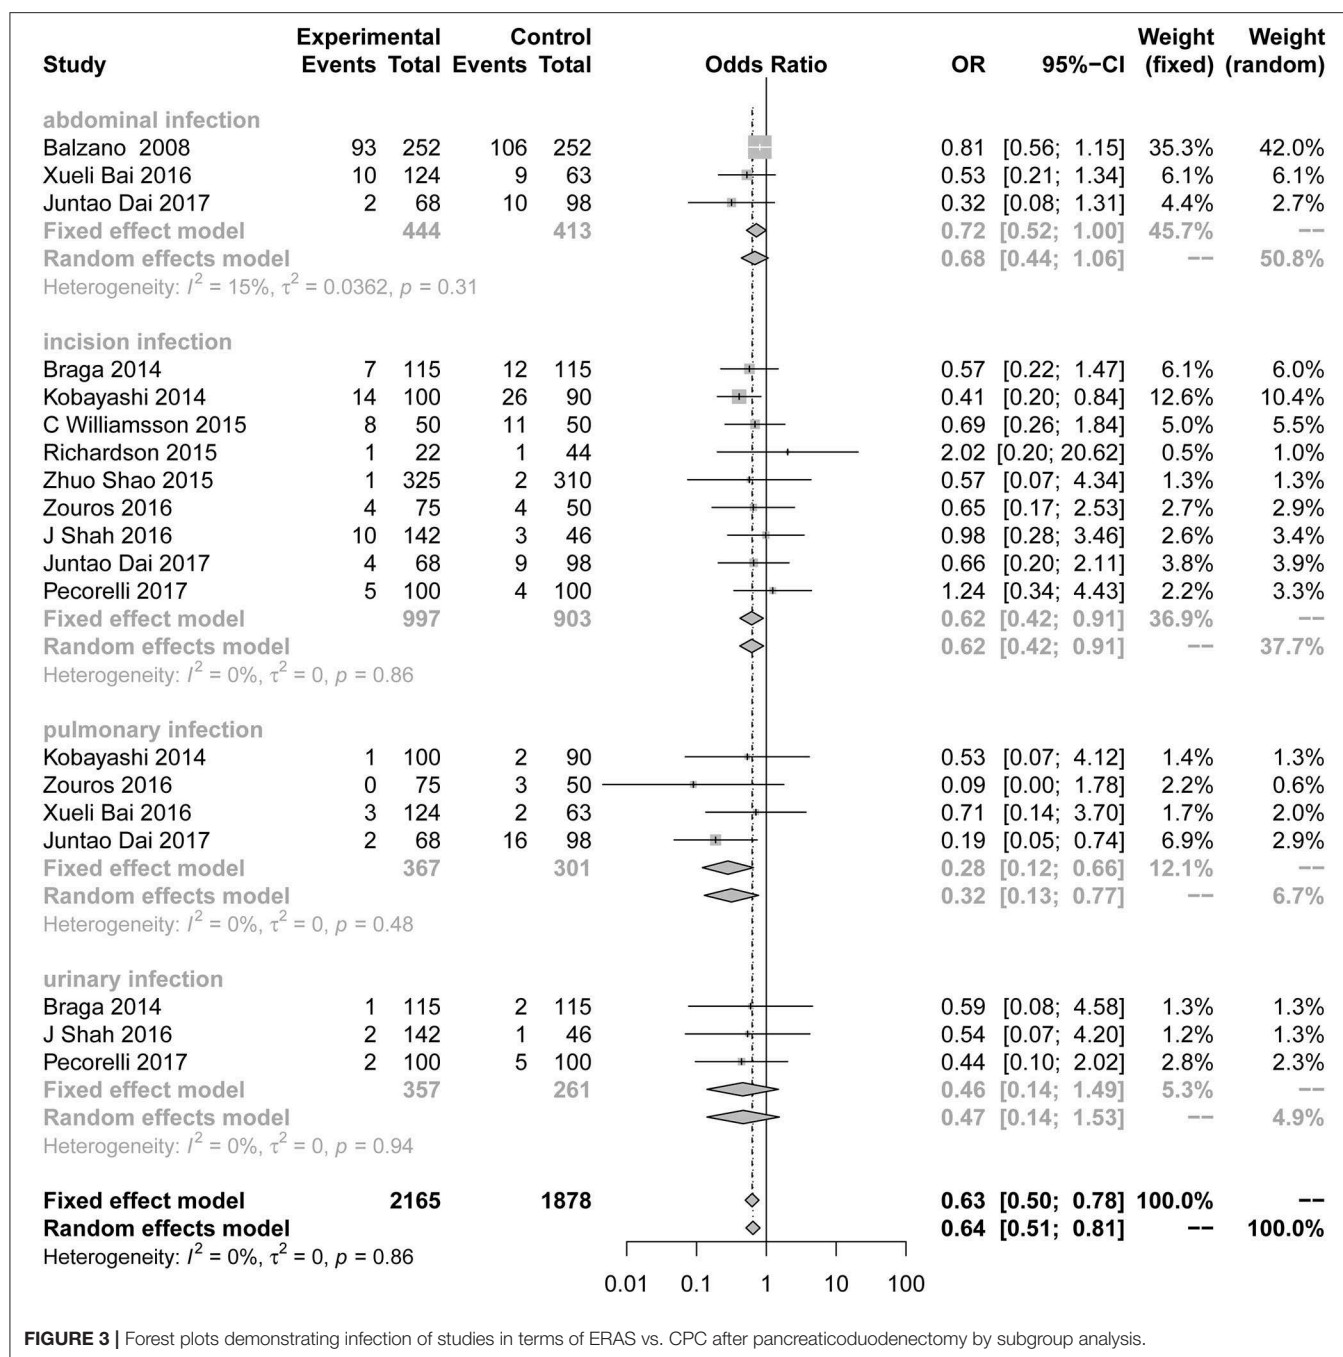 Experimental Control Weight Weight
Study Events Total Events Total Odds Ratio OR 95%−CI (fixed) (random)
abdominal infection
Balzano 2008 93 252 106 252 0.81 [0.56; 1.15] 35.3% 42.0%
Xueli Bai 2016 10 124 9 63 0.53 [0.21; 1.34] 6.1% 6.1%
Juntao Dai 2017 2 68 10 98 0.32 [0.08; 1.31] 4.4% 2.7%
Fixed effect model 444 413 0.72 [0.52; 1.00] 45.7% −−
Random effects model 0.68 [0.44; 1.06] −− 50.8%
Heterogeneity: I² = 15%, τ² = 0.0362, p = 0.31
incision infection
Braga 2014 7 115 12 115 0.57 [0.22; 1.47] 6.1% 6.0%
Kobayashi 2014 14 100 26 90 0.41 [0.20; 0.84] 12.6% 10.4%
C Williamsson 2015 8 50 11 50 0.69 [0.26; 1.84] 5.0% 5.5%
Richardson 2015 1 22 1 44 2.02 [0.20; 20.62] 0.5% 1.0%
Zhuo Shao 2015 1 325 2 310 0.57 [0.07; 4.34] 1.3% 1.3%
Zouros 2016 4 75 4 50 0.65 [0.17; 2.53] 2.7% 2.9%
J Shah 2016 10 142 3 46 0.98 [0.28; 3.46] 2.6% 3.4%
Juntao Dai 2017 4 68 9 98 0.66 [0.20; 2.11] 3.8% 3.9%
Pecorelli 2017 5 100 4 100 1.24 [0.34; 4.43] 2.2% 3.3%
Fixed effect model 997 903 0.62 [0.42; 0.91] 36.9% −−
Random effects model 0.62 [0.42; 0.91] −− 37.7%
Heterogeneity: I² = 0%, τ² = 0, p = 0.86
pulmonary infection
Kobayashi 2014 1 100 2 90 0.53 [0.07; 4.12] 1.4% 1.3%
Zouros 2016 0 75 3 50 0.09 [0.00; 1.78] 2.2% 0.6%
Xueli Bai 2016 3 124 2 63 0.71 [0.14; 3.70] 1.7% 2.0%
Juntao Dai 2017 2 68 16 98 0.19 [0.05; 0.74] 6.9% 2.9%
Fixed effect model 367 301 0.28 [0.12; 0.66] 12.1% −−
Random effects model 0.32 [0.13; 0.77] −− 6.7%
Heterogeneity: I² = 0%, τ² = 0, p = 0.48
urinary infection
Braga 2014 1 115 2 115 0.59 [0.08; 4.58] 1.3% 1.3%
J Shah 2016 2 142 1 46 0.54 [0.07; 4.20] 1.2% 1.3%
Pecorelli 2017 2 100 5 100 0.44 [0.10; 2.02] 2.8% 2.3%
Fixed effect model 357 261 0.46 [0.14; 1.49] 5.3% −−
Random effects model 0.47 [0.14; 1.53] −− 4.9%
Heterogeneity: I² = 0%, τ² = 0, p = 0.94
Fixed effect model 2165 1878 0.63 [0.50; 0.78] 100.0% −−
Random effects model 0.64 [0.51; 0.81] −− 100.0%
Heterogeneity: I² = 0%, τ² = 0, p = 0.86
0.01 0.1 1 10 100
FIGURE 3 | Forest plots demonstrating infection of studies in terms of ERAS vs. CPC after pancreaticoduodenectomy by subgroup analysis.